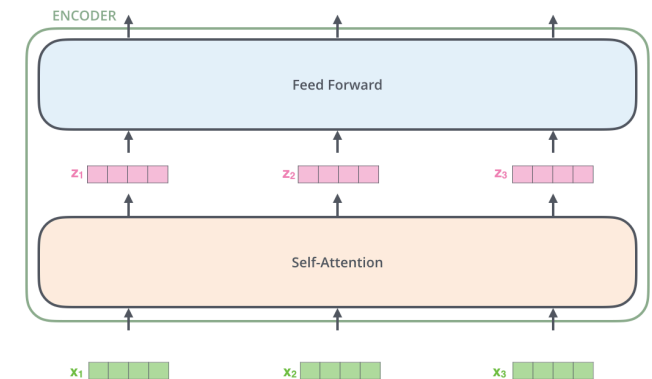 ENCODER
Feed Forward
z₁ z₂ z₃
Self-Attention
x₁ x₂ x₃